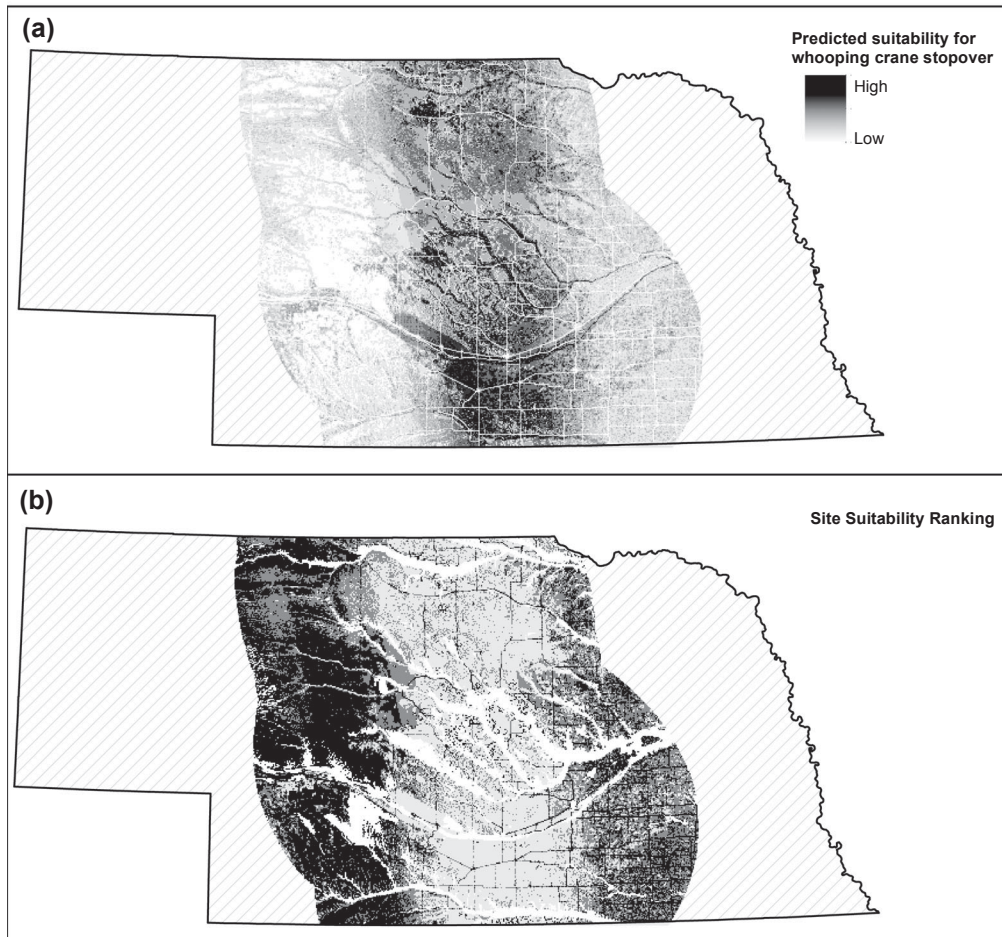 (a)
Predicted suitability for
whooping crane stopover
High
Low
(b)
Site Suitability Ranking